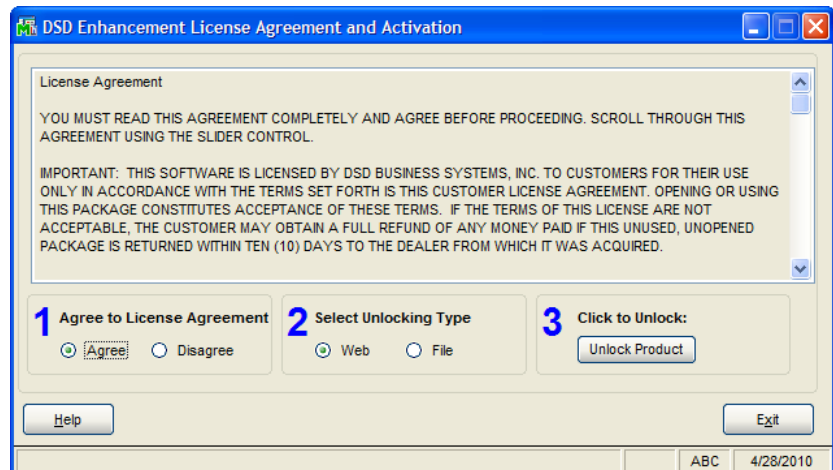 DSD Enhancement License Agreement and Activation
License Agreement
YOU MUST READ THIS AGREEMENT COMPLETELY AND AGREE BEFORE PROCEEDING. SCROLL THROUGH THIS
AGREEMENT USING THE SLIDER CONTROL.
IMPORTANT: THIS SOFTWARE IS LICENSED BY DSD BUSINESS SYSTEMS, INC. TO CUSTOMERS FOR THEIR USE
ONLY IN ACCORDANCE WITH THE TERMS SET FORTH IS THIS CUSTOMER LICENSE AGREEMENT. OPENING OR USING
THIS PACKAGE CONSTITUTES ACCEPTANCE OF THESE TERMS. IF THE TERMS OF THIS LICENSE ARE NOT
ACCEPTABLE, THE CUSTOMER MAY OBTAIN A FULL REFUND OF ANY MONEY PAID IF THIS UNUSED, UNOPENED
PACKAGE IS RETURNED WITHIN TEN (10) DAYS TO THE DEALER FROM WHICH IT WAS ACQUIRED.
1 Agree to License Agreement
Agree Disagree
2 Select Unlocking Type
Web File
3 Click to Unlock:
Unlock Product
Help
Exit
ABC 4/28/2010